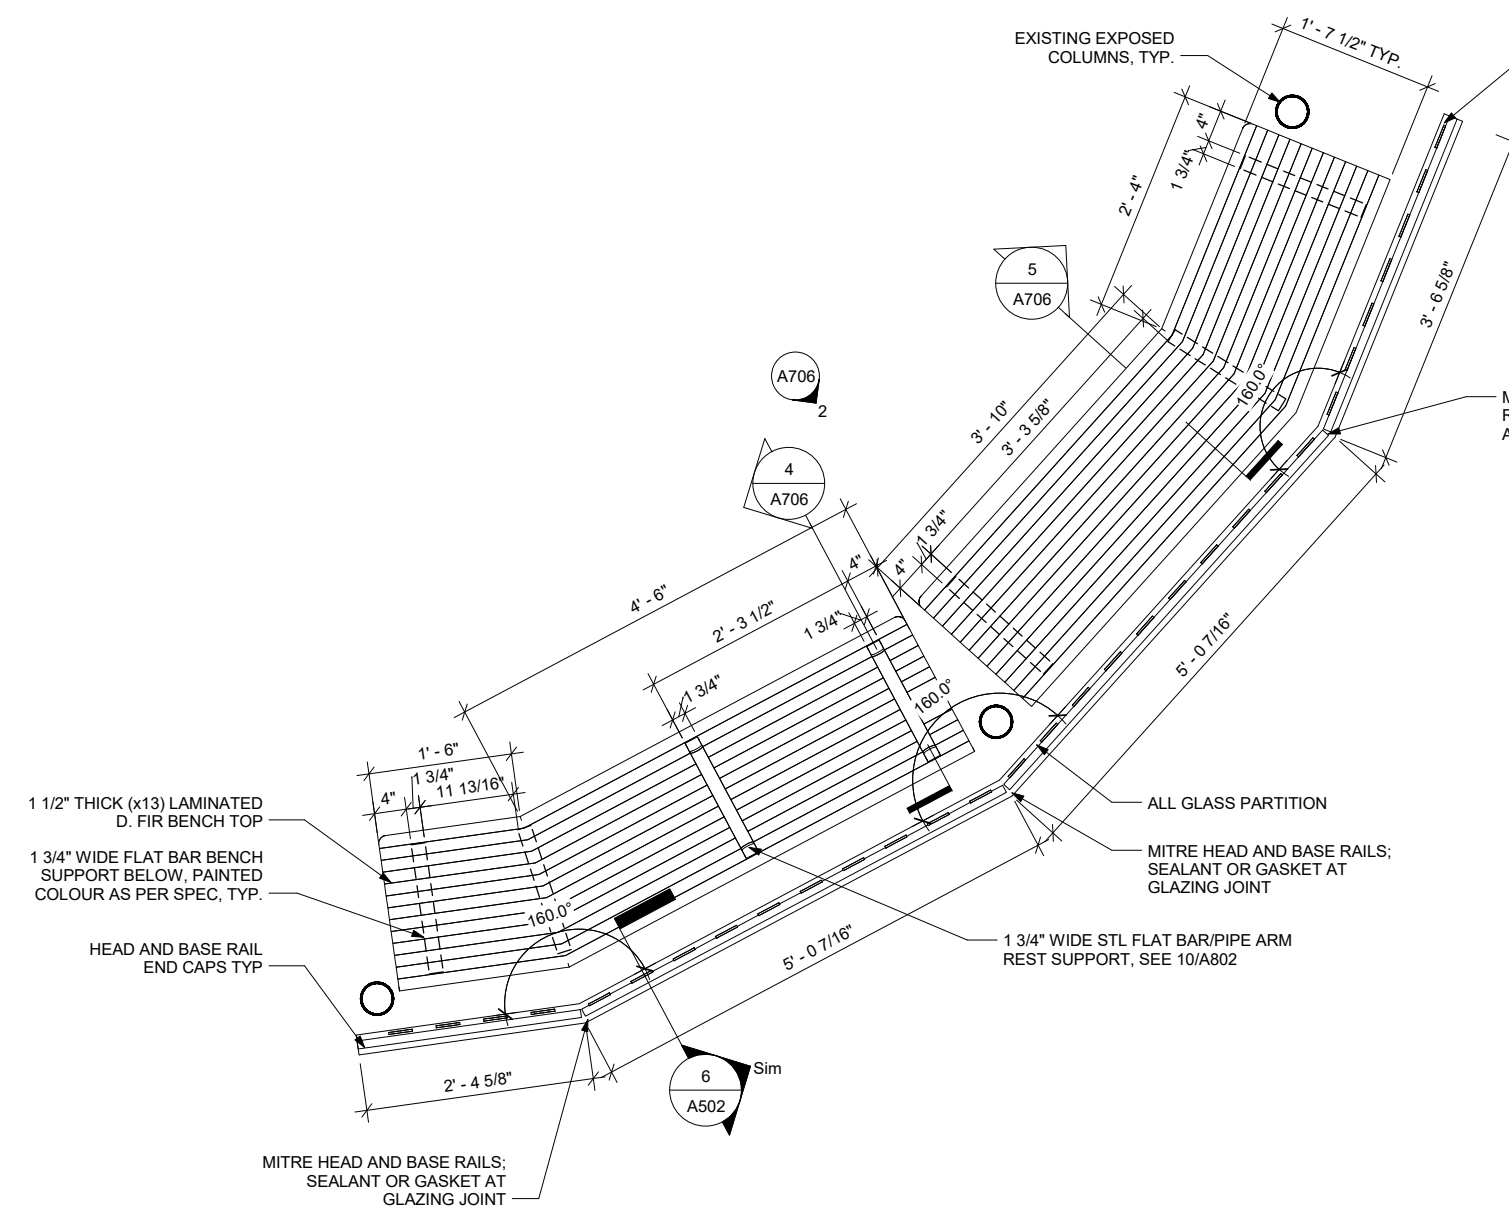 EXISTING EXPOSED
COLUMNS, TYP.
1' - 7 1/2" TYP.
4"
1 3/4"
2' - 4"
5
A706
3' - 6 5/8"
160.0°
A706
2
3' - 10"
3' - 3 5/8"
M
R
A
4
A706
1 3/4"
4"
4"
4' - 6"
2' - 3 1/2"
1 3/4"
1 3/4"
5' - 0 7/16"
160.0°
1' - 6"
1 3/4"
4"
11 13/16"
1 1/2" THICK (x13) LAMINATED
D. FIR BENCH TOP
ALL GLASS PARTITION
1 3/4" WIDE FLAT BAR BENCH
SUPPORT BELOW, PAINTED
COLOUR AS PER SPEC, TYP.
MITRE HEAD AND BASE RAILS;
SEALANT OR GASKET AT
GLAZING JOINT
160.0°
HEAD AND BASE RAIL
END CAPS TYP
1 3/4" WIDE STL FLAT BAR/PIPE ARM
REST SUPPORT, SEE 10/A802
5' - 0 7/16"
2' - 4 5/8"
6
A502
Sim
MITRE HEAD AND BASE RAILS;
SEALANT OR GASKET AT
GLAZING JOINT